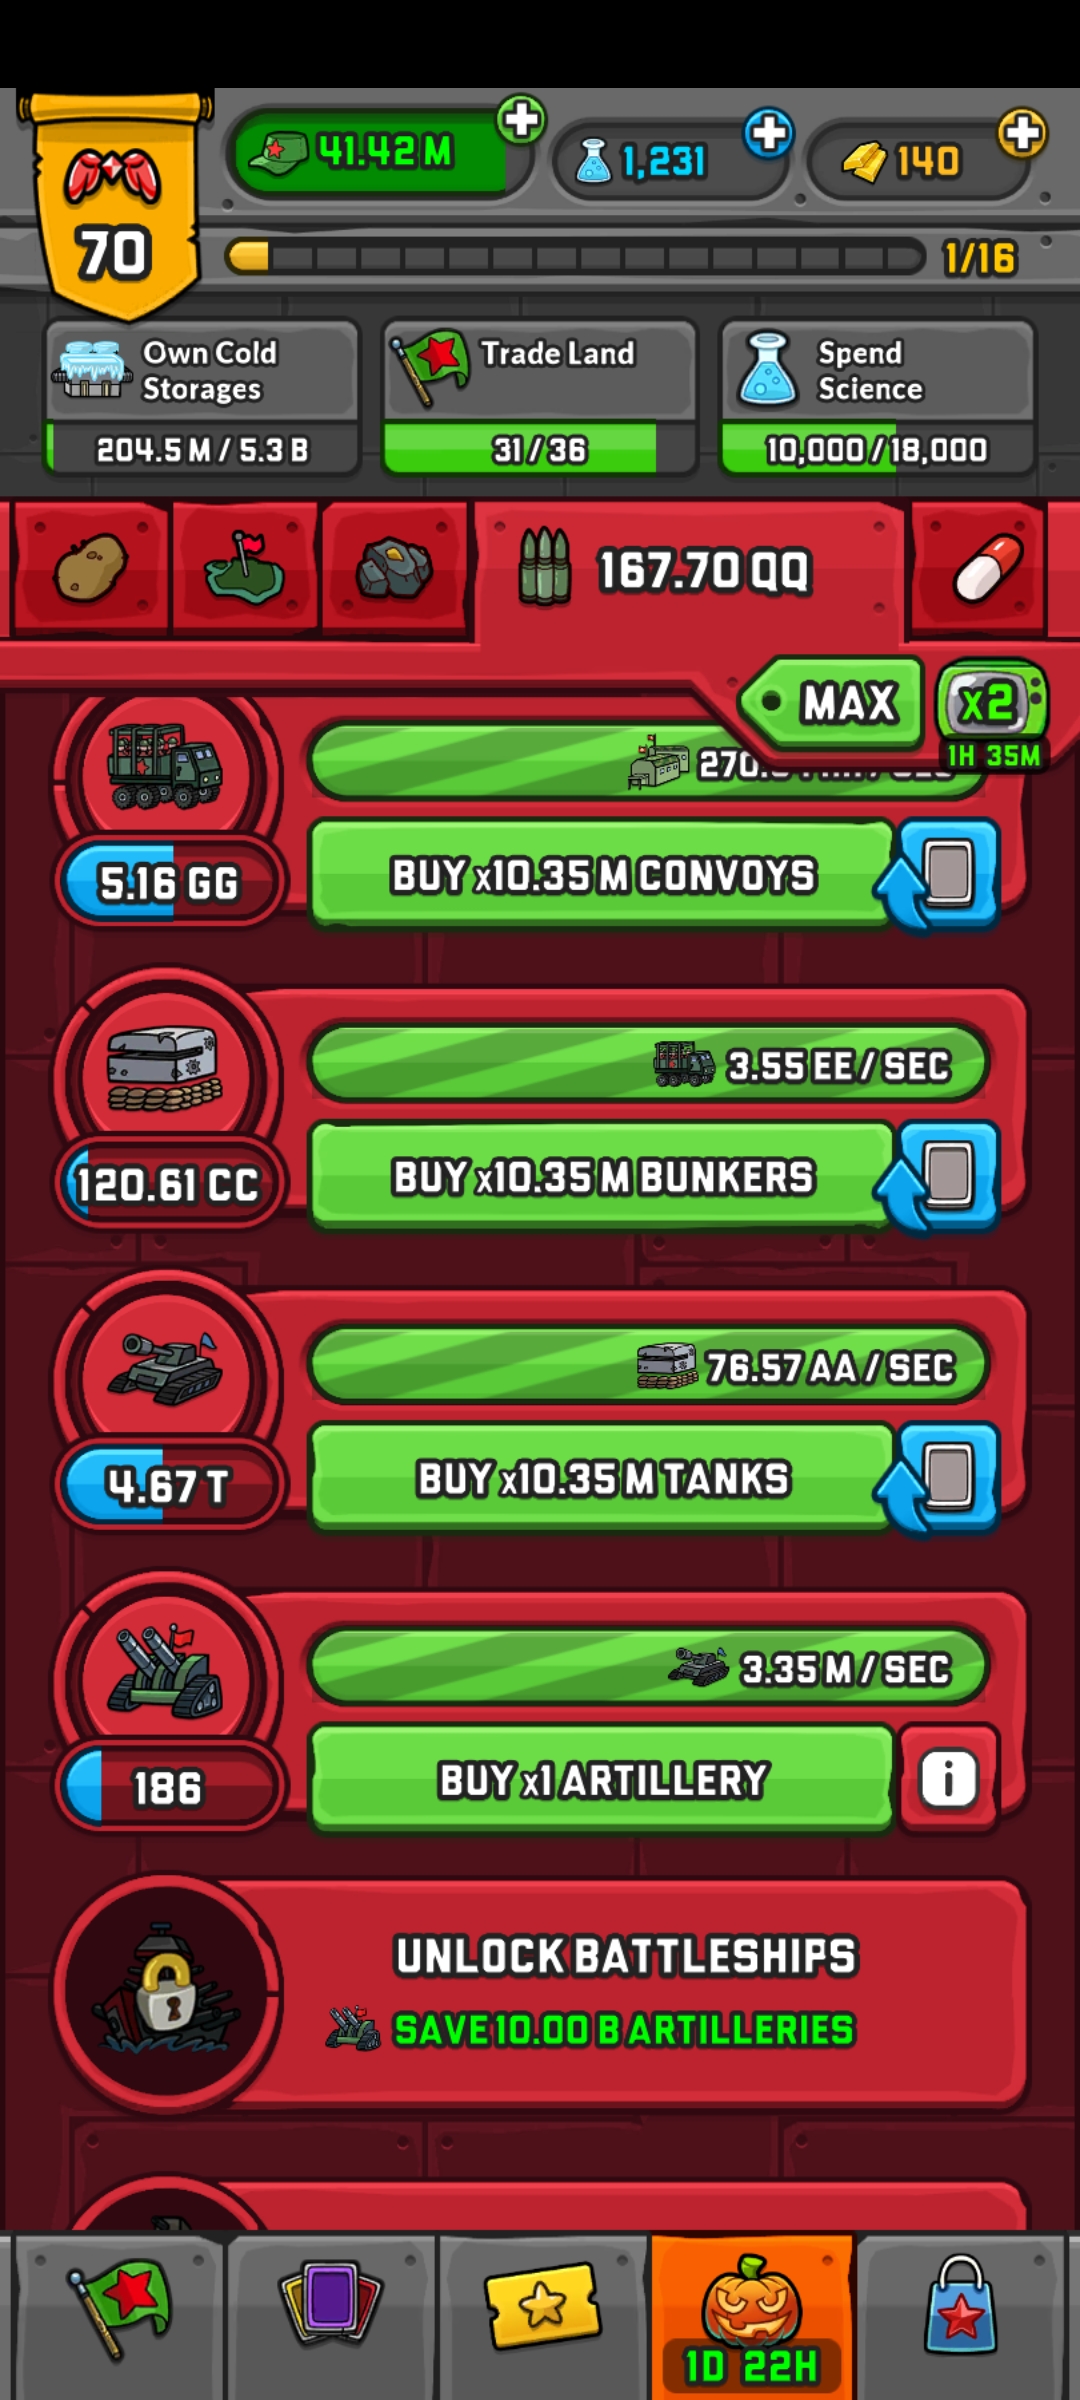 41.42 M
1,231
140
70
1/16
Own Cold
Storages
204.5 M / 5.3 B
Trade Land
31 / 36
Spend
Science
10,000 / 18,000
167.70 QQ
MAX
x2
1H 35M
5.16 GG
BUY x10.35 M CONVOYS
3.55 EE / SEC
120.61 CC
BUY x10.35 M BUNKERS
76.57 AA / SEC
4.67 T
BUY x10.35 M TANKS
3.35 M / SEC
186
BUY x1 ARTILLERY
i
UNLOCK BATTLESHIPS
SAVE 10.00 B ARTILLERIES
1D 22H